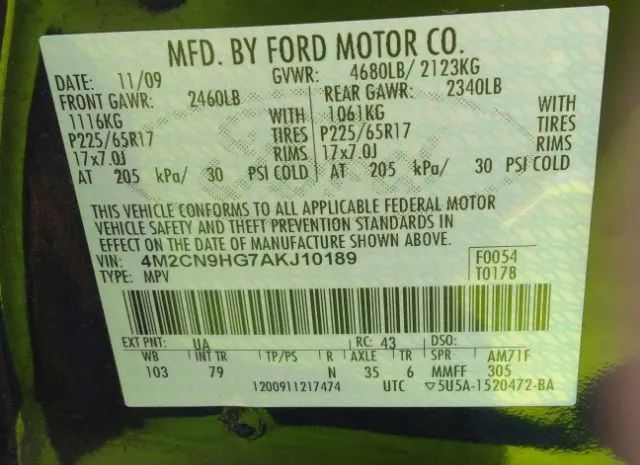 MFD. BY FORD MOTOR CO.
DATE: 11/09 GVWR: 4680LB/ 2123KG
FRONT GAWR: 2460LB REAR GAWR: 2340LB
1116KG WITH 1061KG WITH
P225/65R17 TIRES P225/65R17 TIRES
17x7.0J RIMS 17x7.0J RIMS
AT 205 kPa/ 30 PSI COLD AT 205 kPa/ 30 PSI COLD
THIS VEHICLE CONFORMS TO ALL APPLICABLE FEDERAL MOTOR
VEHICLE SAFETY AND THEFT PREVENTION STANDARDS IN
EFFECT ON THE DATE OF MANUFACTURE SHOWN ABOVE.
VIN: 4M2CN9HG7AKJ10189 F0054
TYPE: MPV T0178
EXT PNT: UA RC: 43 DSO:
WB INT TR TP/PS R AXLE TR SPR AM71F
103 79 N 35 6 MMFF 305
1200911217474 UTC ▽5U5A-1520472-BA